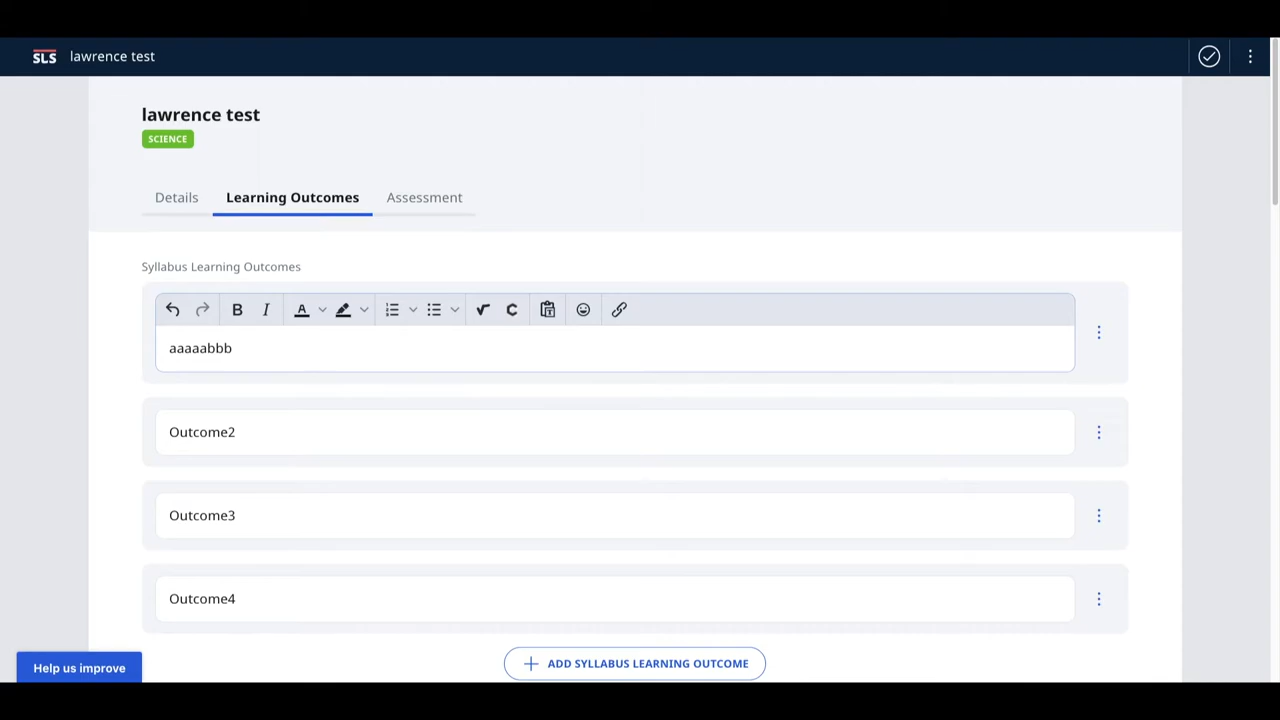 SLS lawrence test
lawrence test
SCIENCE
Details Learning Outcomes Assessment
Syllabus Learning Outcomes
aaaaabbb
Outcome2
Outcome3
Outcome4
ADD SYLLABUS LEARNING OUTCOME
Help us improve